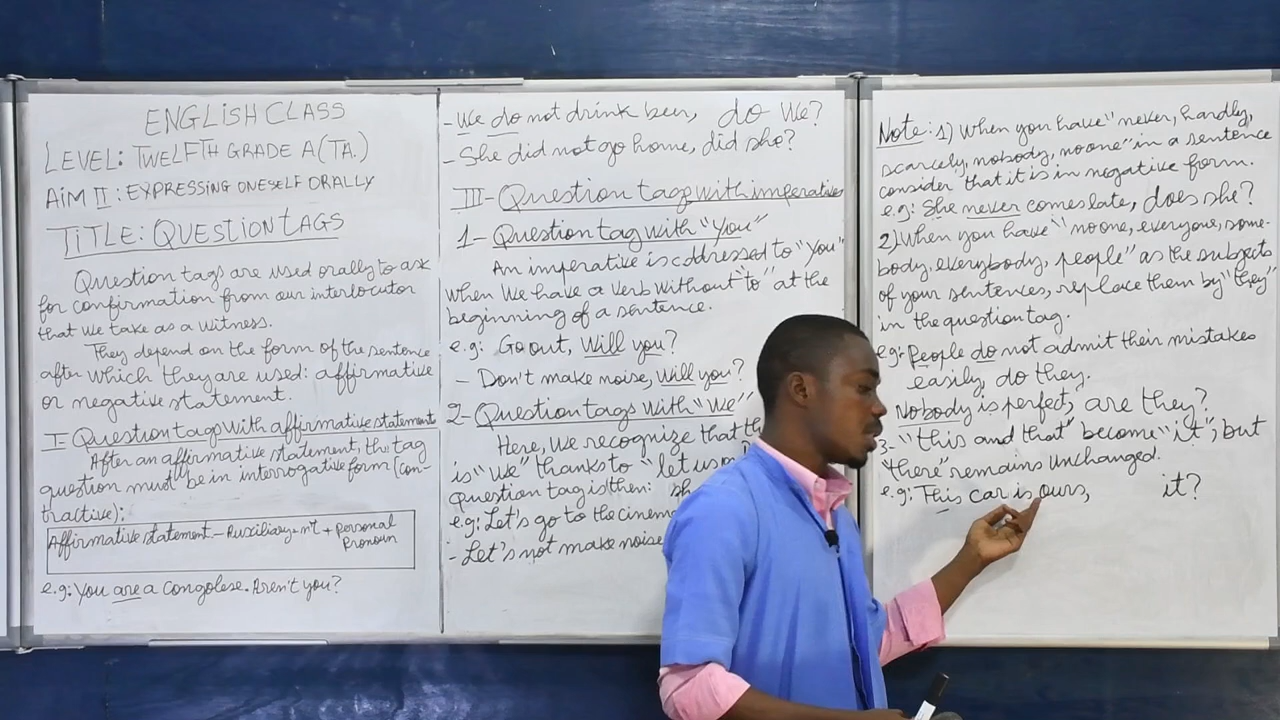 ENGLISH CLASS
LEVEL: TWELFTH GRADE A(TA.)
AIM II: EXPRESSING ONESELF ORALLY
TITLE: QUESTION TAGS
Question tags are used orally to ask
for confirmation from our interlocutor
that we take as a witness.
They depend on the form of the sentence
after which they are used: affirmative
or negative statement.
I- Question tags with affirmative statement
After an affirmative statement, the tag
question must be in interrogative form (con-
tractive):
Affirmative statement - Auxiliary+nt + personal
pronoun
e.g: You are a Congolese. Aren't you?
- We do not drink beer, do we?
- She did not go home, did she?
III- Question tags with imperatives
1- Question tag with "You"
An imperative is addressed to "you"
when we have a verb without "to" at the
beginning of a sentence.
e.g: Go out, will you?
- Don't make noise, will you?
2- Question tags with "We"
Here, we recognize that th
is "we" thanks to "let us
question tag is then: sh
e.g: Let's go to the cinem
- Let's not make noise
Note: 1) When you have "never, hardly,
scarcely, nobody, no one" in a sentence
consider that it is in negative form.
e.g: She never comes late, does she?
2) When you have "no one, everyone, some-
body, everybody, people" as the subjects
of your sentences, replace them by "they"
in the question tag.
e.g: People do not admit their mistakes
easily, do they.
Nobody is perfect, are they?
3- "this and that" become "it"; but
"there" remains unchanged.
e.g: This car is ours, it?